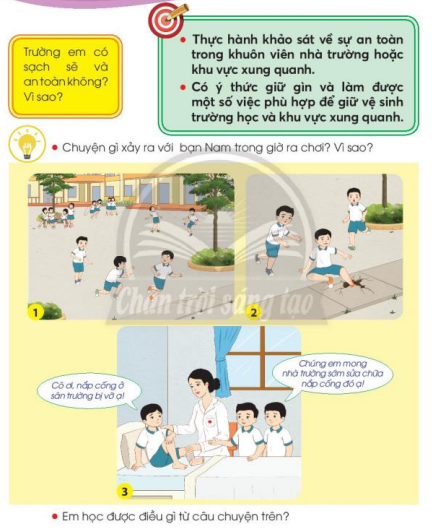 Trường em có
sạch sẽ và
an toàn không?
Vì sao?
• Thực hành khảo sát về sự an toàn
trong khuôn viên nhà trường hoặc
khu vực xung quanh.
• Có ý thức giữ gìn và làm được
một số việc phù hợp để giữ vệ sinh
trường học và khu vực xung quanh.
• Chuyện gì xảy ra với bạn Nam trong giờ ra chơi? Vì sao?
1
2
Chân trời sáng tạo
Cô ơi, nắp cống ở
sân trường bị vỡ ạ!
Chúng em mong
nhà trường sớm sửa chữa
nắp cống đó ạ!
3
• Em học được điều gì từ câu chuyện trên?